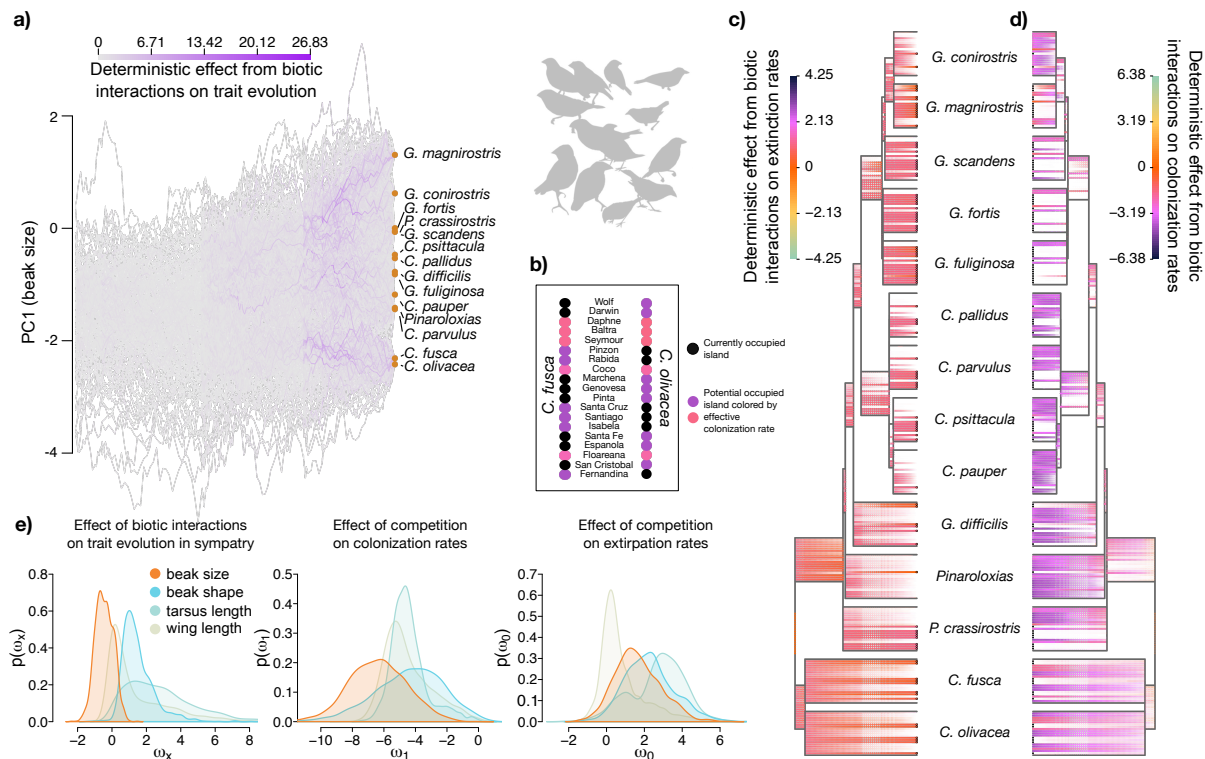 a)
0 6.71 13.42 20.12 26.83
Deterministic effect from biotic
interactions on trait evolution
PC1 (beak size)
2
0
-2
-4
G. magnirostris
G. conirostris
G. fortis
P. crassirostris
G. scandens
C. psittacula
C. pallidus
G. difficilis
G. fuliginosa
C. pauper
Pinaroloxias
C. parvulus
C. fusca
C. olivacea
b)
C. fusca
C. olivacea
Wolf
Darwin
Daphne
Baltra
Seymour
Pinzon
Rabida
Coco
Marchena
Genovesa
Pinta
Santa Cruz
Santiago
Isabela
Santa Fe
Espanola
Floareana
San Cristobal
Fernandina
Currently occupied
island
Potential occupied
island colored by
effective
colonization rate
c)
Deterministic effect from biotic
interactions on extinction rates
4.25
2.13
0
−2.13
−4.25
G. conirostris
G. magnirostris
G. scandens
G. fortis
G. fuliginosa
C. pallidus
C. parvulus
C. psittacula
C. pauper
G. difficilis
Pinaroloxias
P. crassirostris
C. fusca
C. olivacea
d)
6.38
3.19
0
−3.19
−6.38
Deterministic effect from biotic
interactions on colonization rates
e)
Effect of biotic interactions
on trait evolution in sympatry
beak size
beak shape
tarsus length
wing length
p(ωx)
0.8
0.6
0.4
0.2
0.0
−2 2 4 6
ωx
Effect of competition
on colonization rates
p(ω1)
0.5
0.4
0.3
0.2
0.1
0.0
−8 −4 0
ω1
Effect of competition
on extirpation rates
p(ω0)
0.7
0.6
0.5
0.4
0.3
0.2
0.1
0.0
−2 2 4 6
ω0